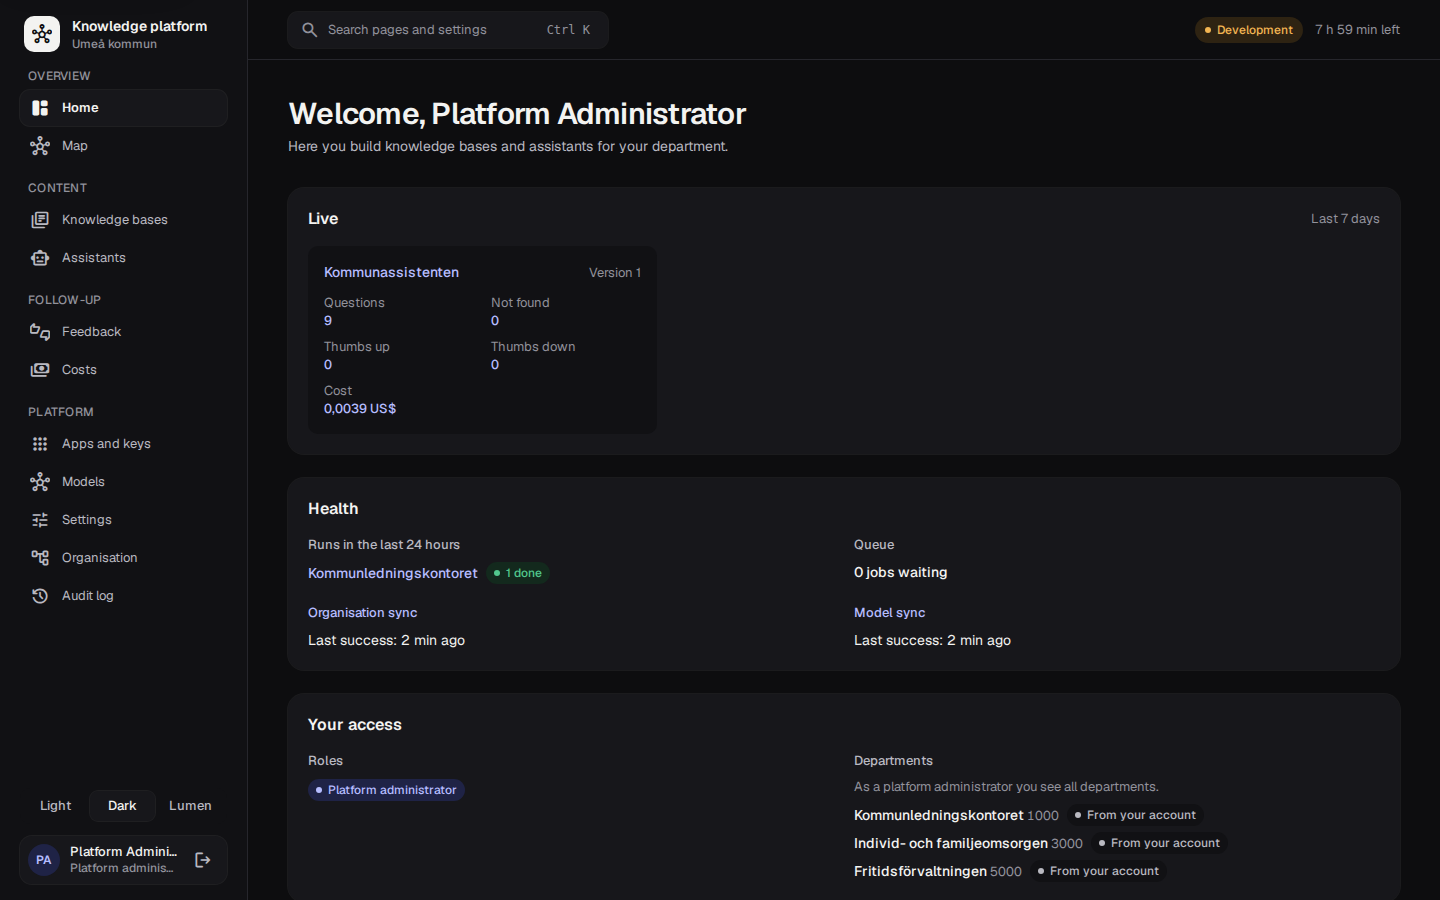 Knowledge platform
Umeå kommun
Search pages and settings Ctrl K
Development 7 h 59 min left
OVERVIEW
Home
Map
CONTENT
Knowledge bases
Assistants
FOLLOW-UP
Feedback
Costs
PLATFORM
Apps and keys
Models
Settings
Organisation
Audit log
Light Dark Lumen
PA
Platform Admini...
Platform adminis...
Welcome, Platform Administrator
Here you build knowledge bases and assistants for your department.
Live Last 7 days
Kommunassistenten Version 1
Questions Not found
9 0
Thumbs up Thumbs down
0 0
Cost
0,0039 US$
Health
Runs in the last 24 hours Queue
Kommunledningskontoret 1 done 0 jobs waiting
Organisation sync Model sync
Last success: 2 min ago Last success: 2 min ago
Your access
Roles Departments
Platform administrator As a platform administrator you see all departments.
Kommunledningskontoret 1000 From your account
Individ- och familjeomsorgen 3000 From your account
Fritidsförvaltningen 5000 From your account